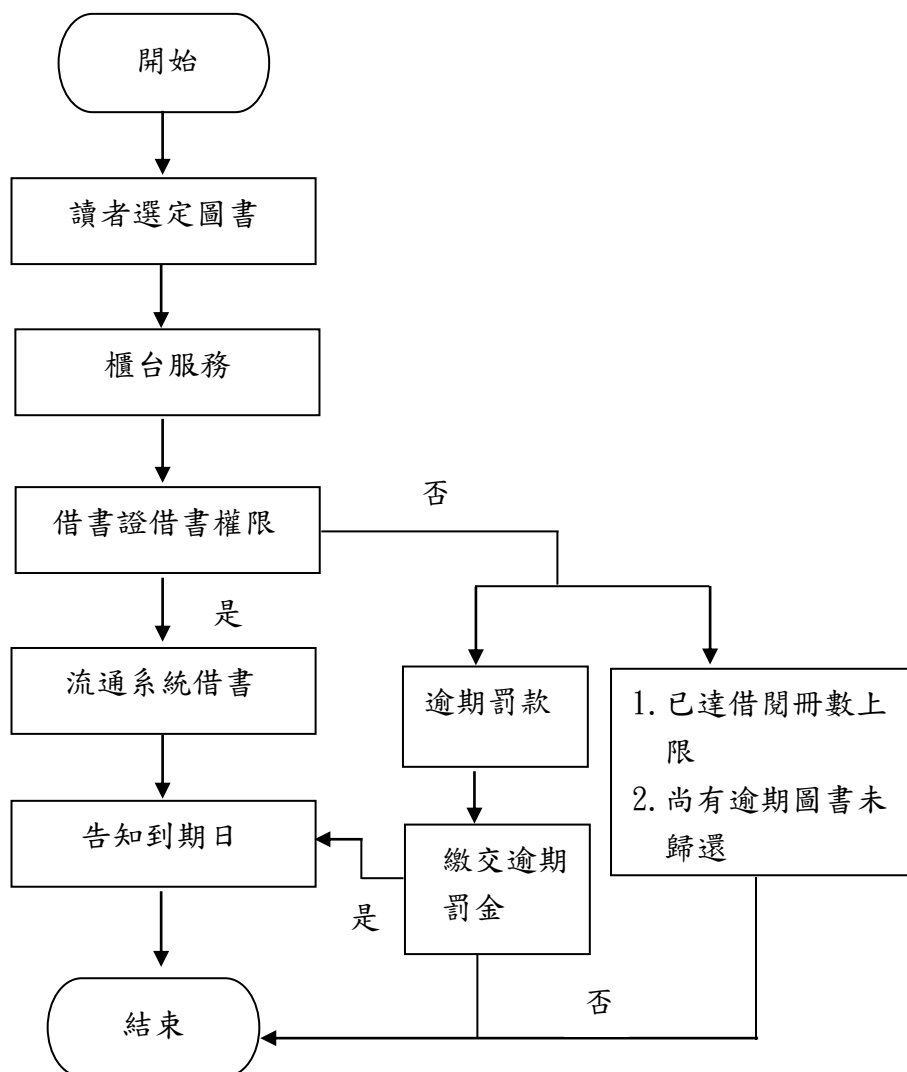 開始
讀者選定圖書
櫃台服務
否
借書證借書權限
是
流通系統借書
逾期罰款
1. 已達借閱冊數上
限
2. 尚有逾期圖書未
歸還
告知到期日
繳交逾期
罰金
是
否
結束